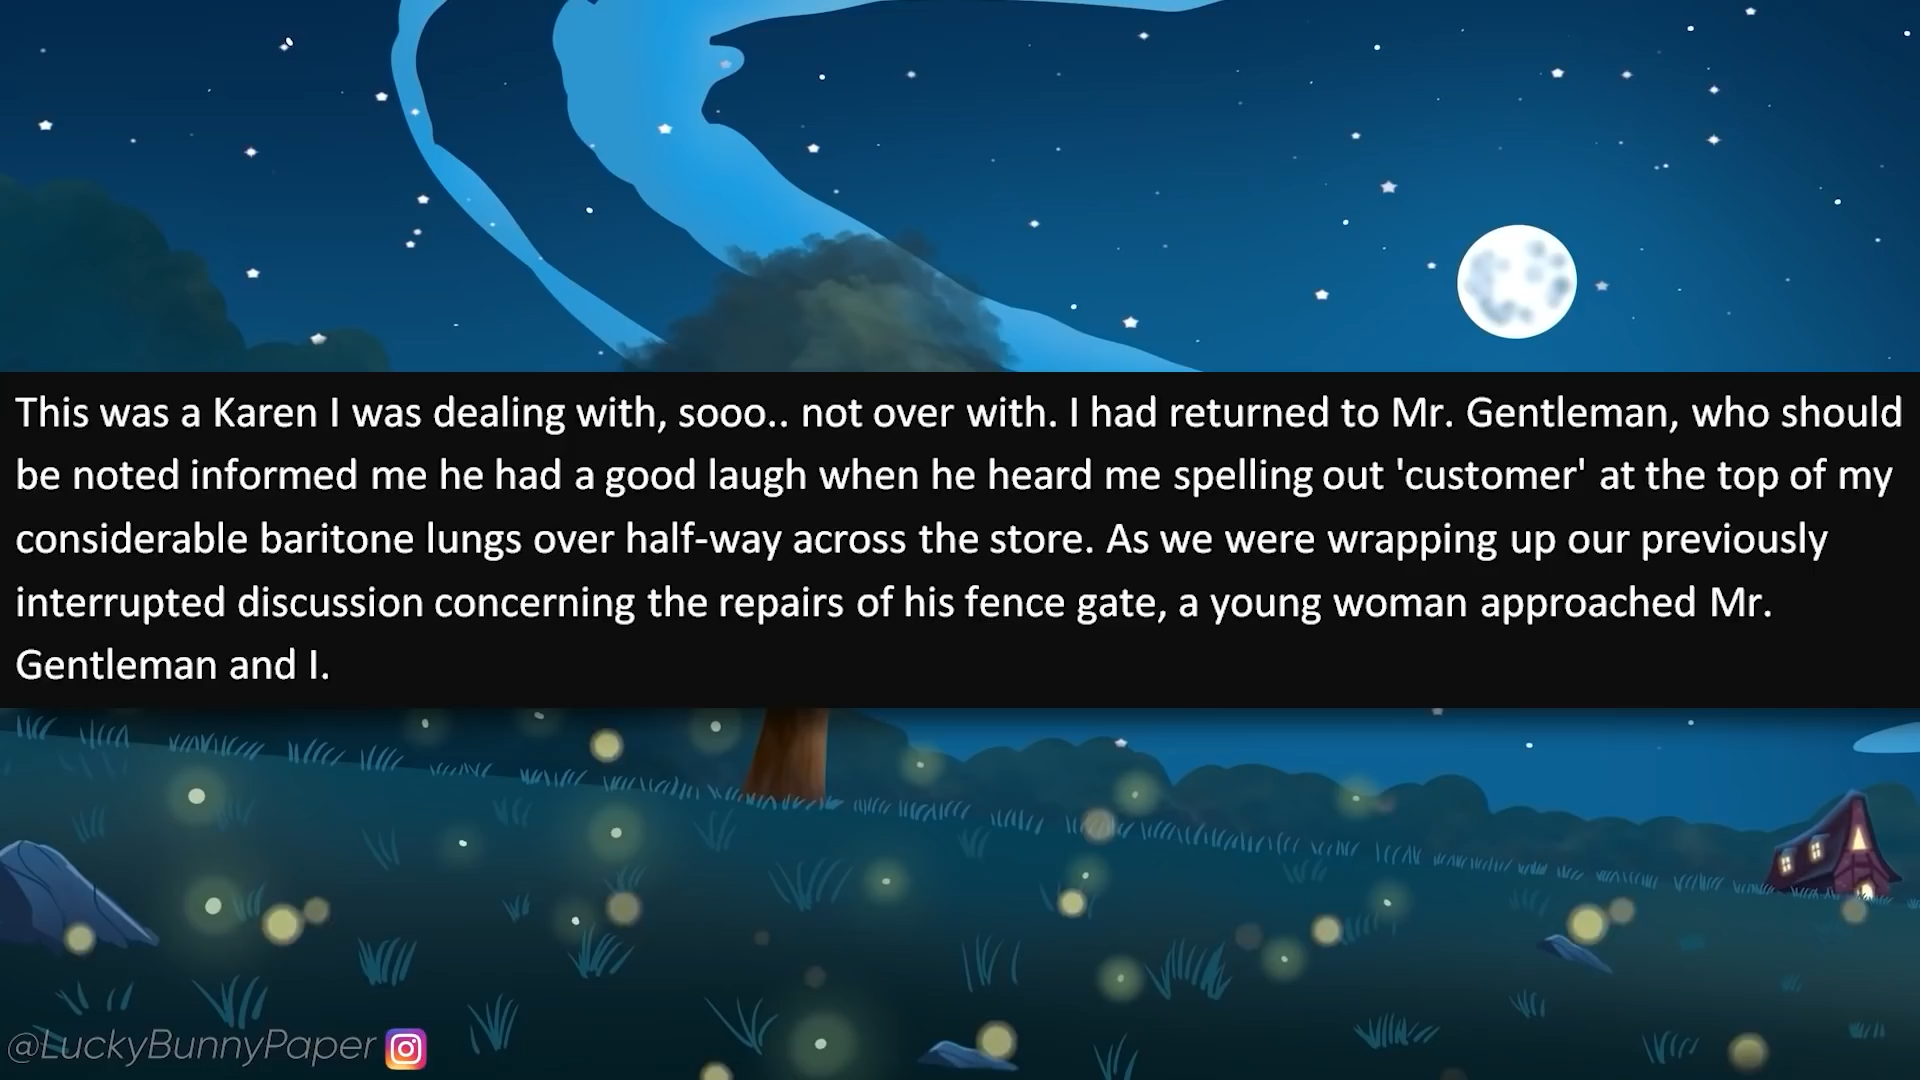 This was a Karen I was dealing with, sooo.. not over with. I had returned to Mr. Gentleman, who should
be noted informed me he had a good laugh when he heard me spelling out 'customer' at the top of my
considerable baritone lungs over half-way across the store. As we were wrapping up our previously
interrupted discussion concerning the repairs of his fence gate, a young woman approached Mr.
Gentleman and I.
@LuckyBunnyPaper